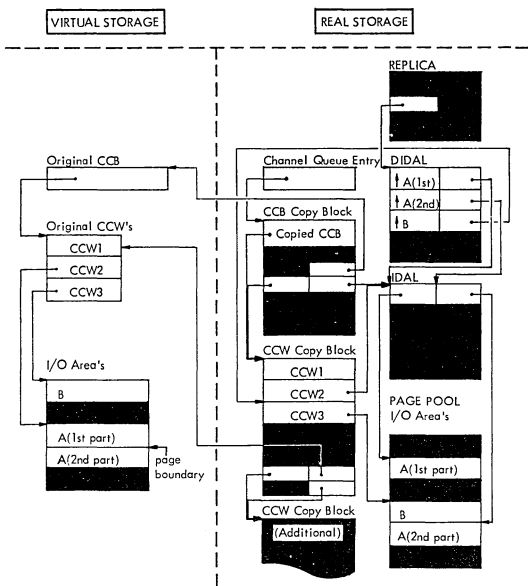 VIRTUAL STORAGE
REAL STORAGE
REPLICA
Original CCB
Channel Queue Entry
DIDAL
A(1st)
A(2nd)
B
CCB Copy Block
Copied CCB
Original CCW's
CCW1
CCW2
CCW3
IDAL
CCW Copy Block
CCW1
CCW2
CCW3
I/O Area's
B
A(1st part)
A(2nd part)
page
boundary
PAGE POOL
I/O Area's
A(1st part)
B
A(2nd part)
CCW Copy Block
(Additional)